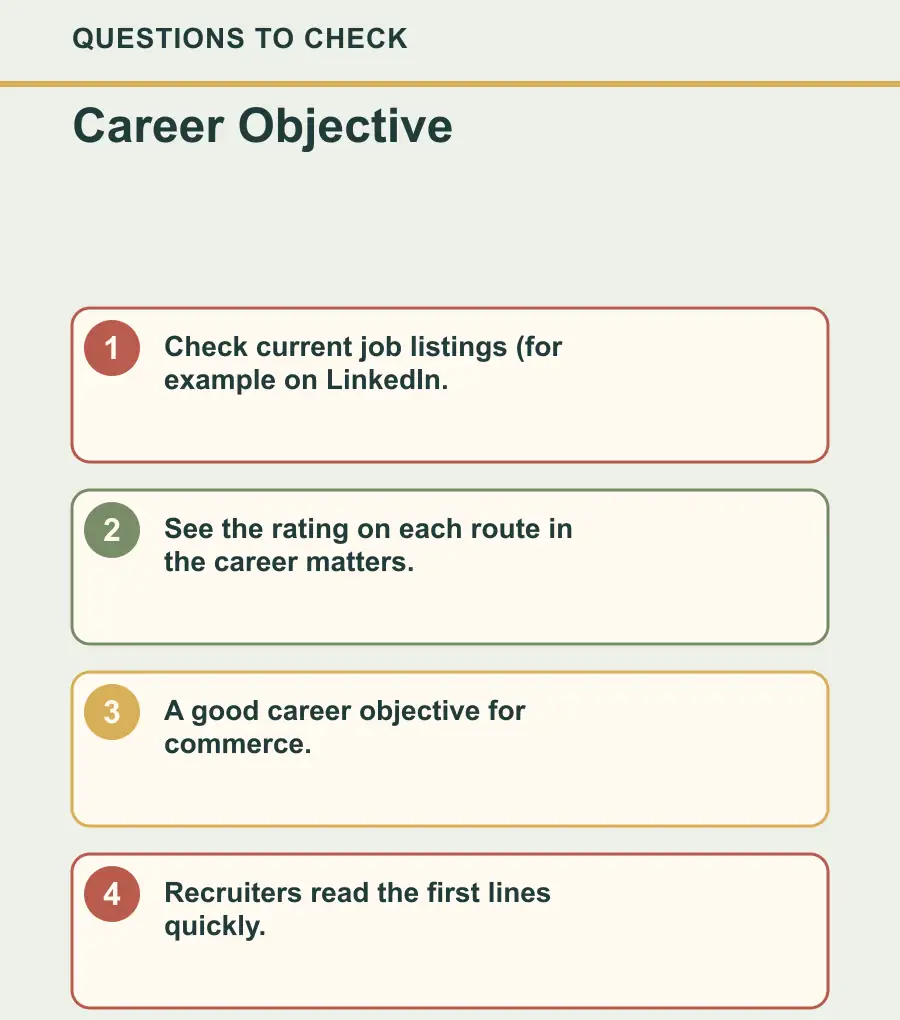 QUESTIONS TO CHECK
Career Objective
1
Check current job listings (for
example on LinkedIn.
2
See the rating on each route in
the career matters.
3
A good career objective for
commerce.
4
Recruiters read the first lines
quickly.